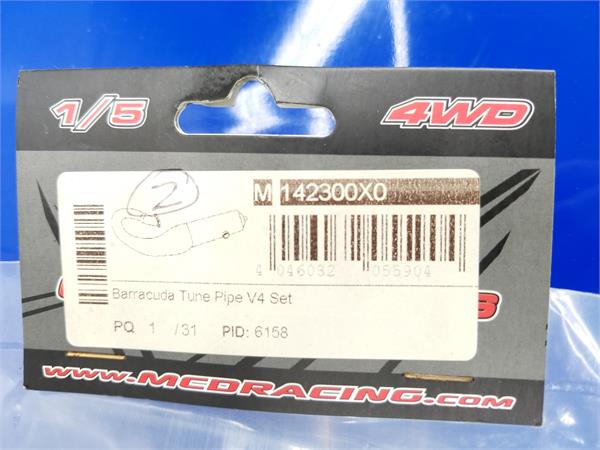 1/5
4WD
2
M 142300X0
4 046032 055904
Barracuda Tune Pipe V4 Set
PQ 1 /31 PID: 6158
S
www.MCDRACING.com